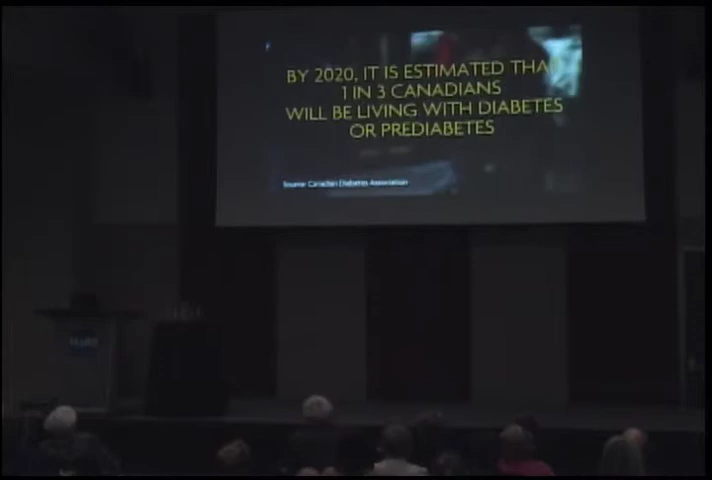 BY 2020, IT IS ESTIMATED THAT
1 IN 3 CANADIANS
WILL BE LIVING WITH DIABETES
OR PREDIABETES
Source: Canadian Diabetes Association